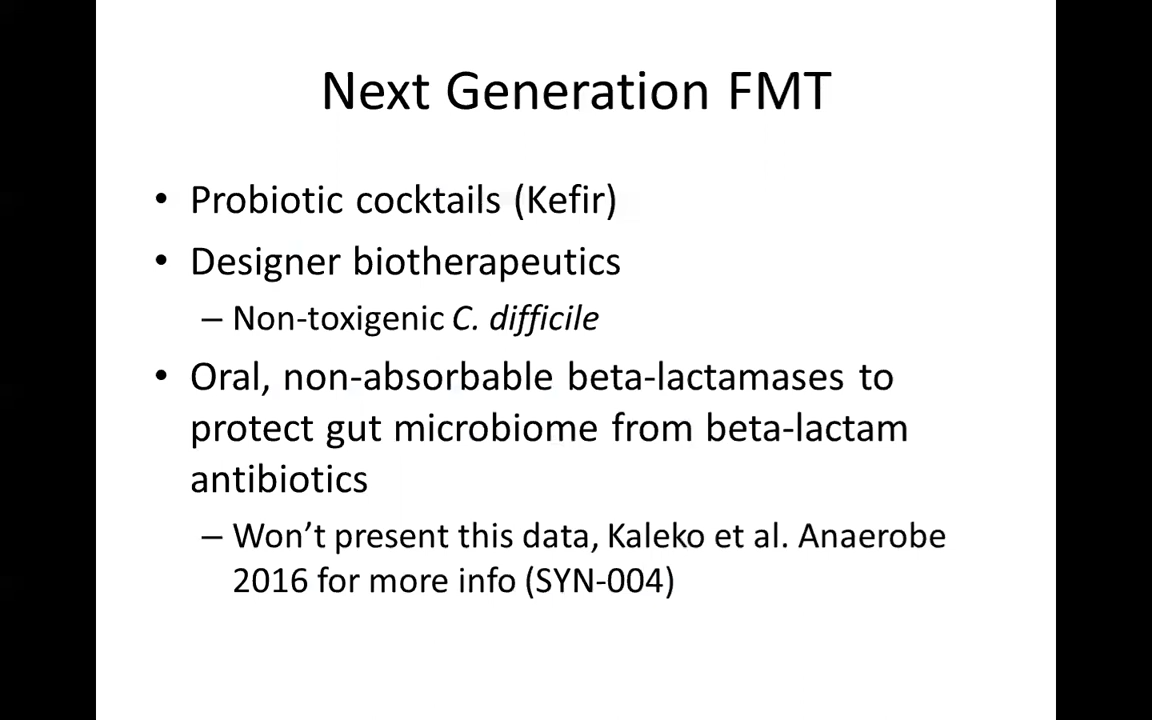 Next Generation FMT
• Probiotic cocktails (Kefir)
• Designer biotherapeutics
– Non-toxigenic C. difficile
• Oral, non-absorbable beta-lactamases to
protect gut microbiome from beta-lactam
antibiotics
– Won’t present this data, Kaleko et al. Anaerobe
2016 for more info (SYN-004)